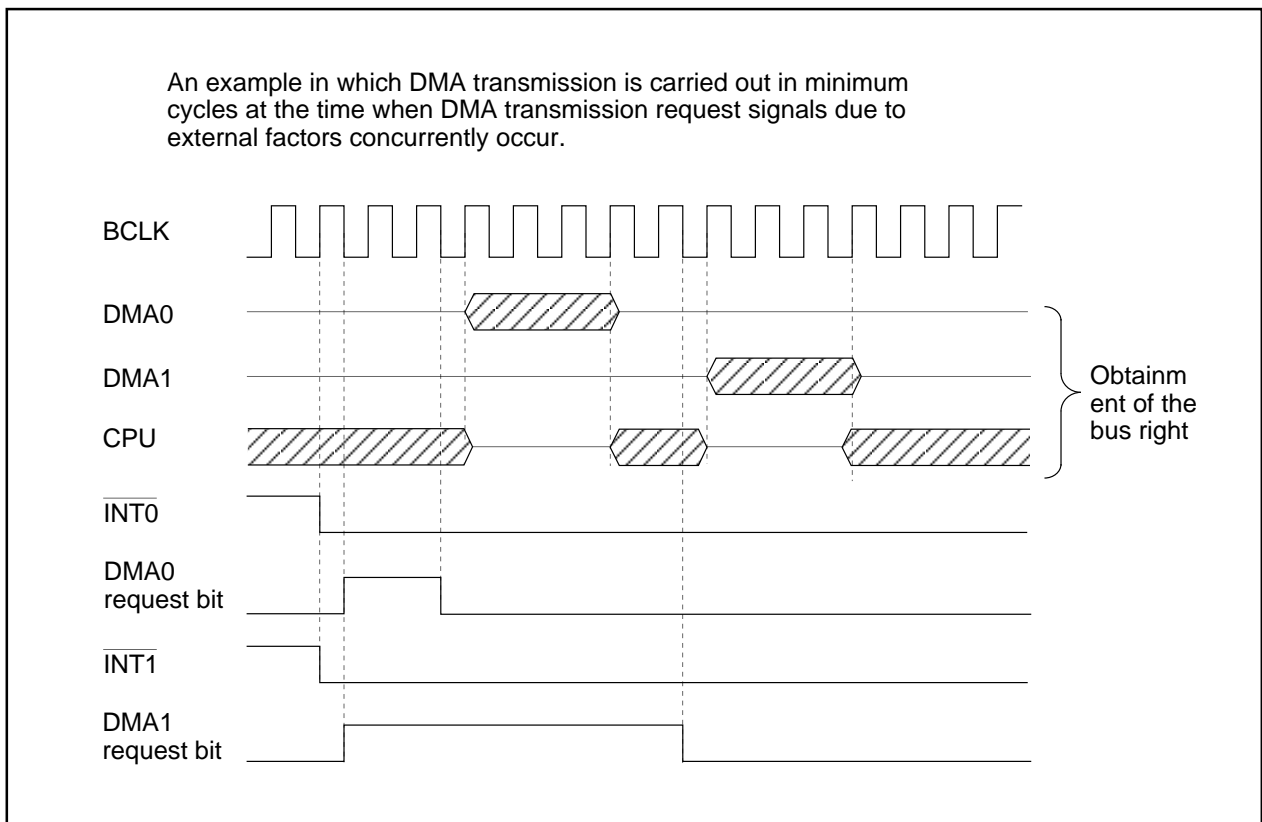 An example in which DMA transmission is carried out in minimum
cycles at the time when DMA transmission request signals due to
external factors concurrently occur.
BCLK
DMA0
DMA1
CPU
Obtainm
ent of the
bus right
INT0
DMA0
request bit
INT1
DMA1
request bit